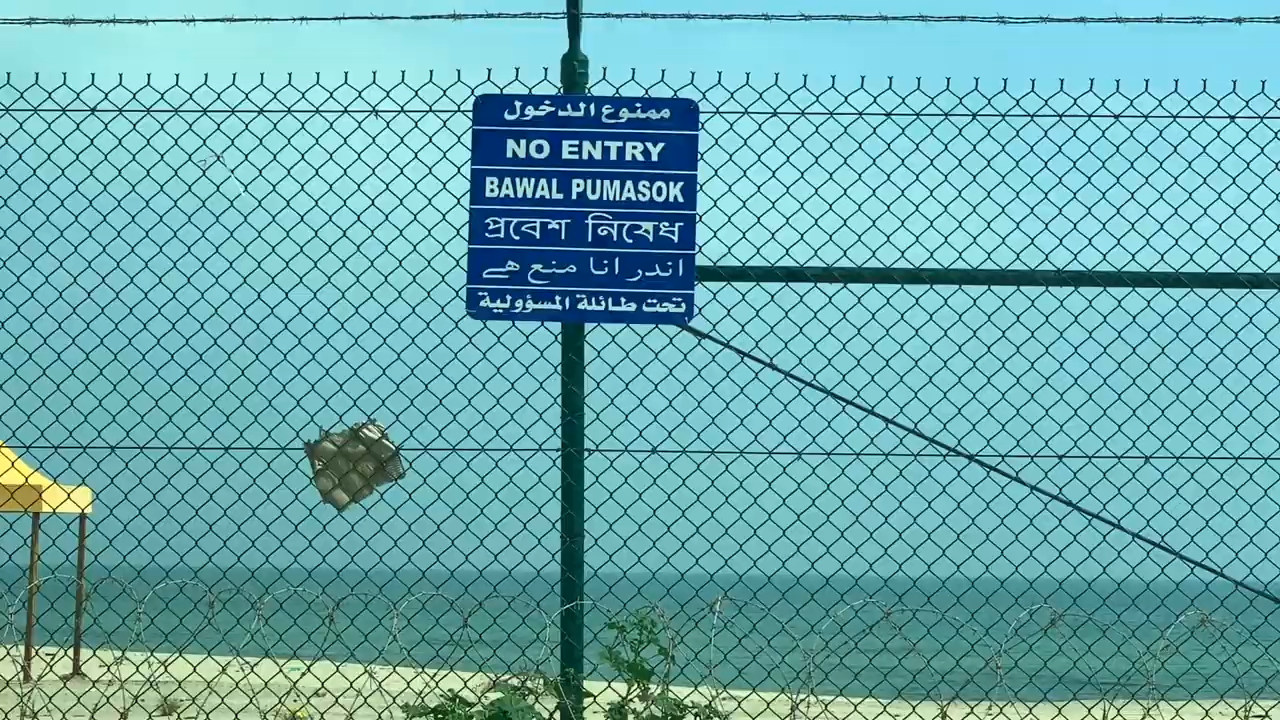 ممنوع الدخول
NO ENTRY
BAWAL PUMASOK
প্রবেশ নিষেধ
اندر انا منع هے
تحت طائلة المسؤولية